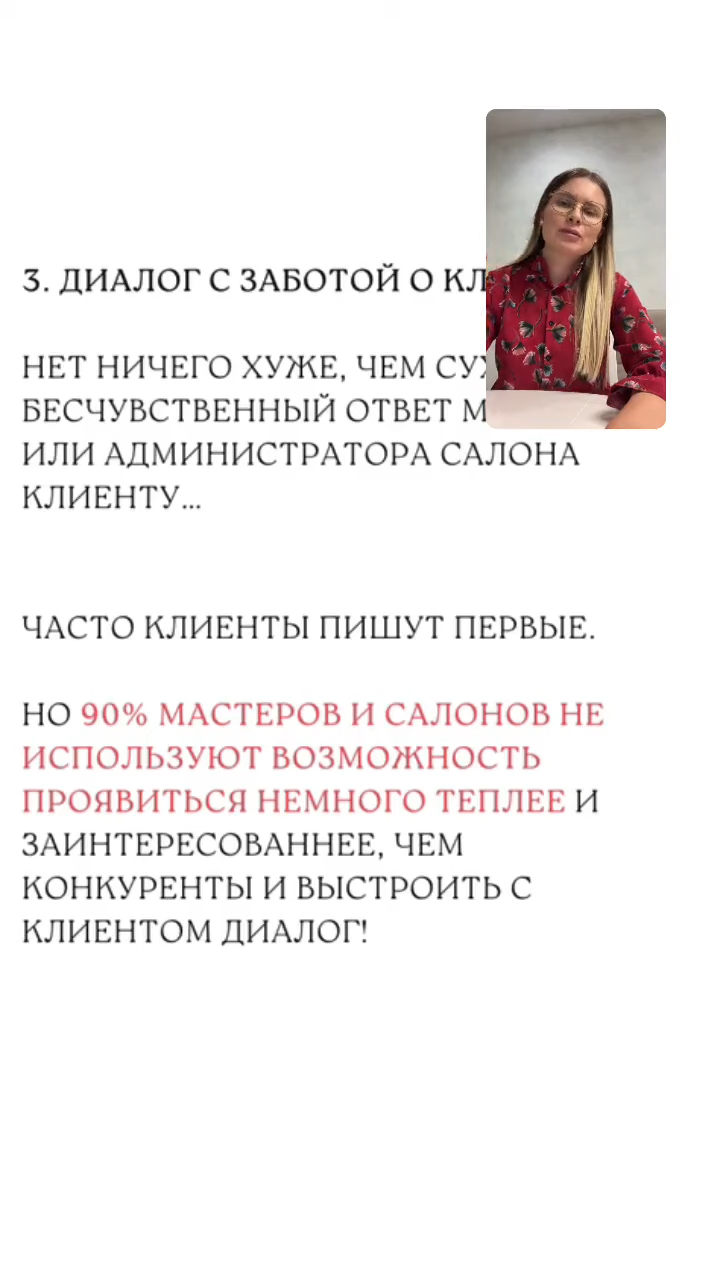 3. ДИАЛОГ С ЗАБОТОЙ О
НЕТ НИЧЕГО ХУЖЕ, ЧЕМ
БЕСЧУВСТВЕННЫЙ ОТВЕТ
ИЛИ АДМИНИСТРАТОРА САЛОНА
КЛИЕНТУ...
ЧАСТО КЛИЕНТЫ ПИШУТ ПЕРВЫЕ.
НО 90% МАСТЕРОВ И САЛОНОВ НЕ
ИСПОЛЬЗУЮТ ВОЗМОЖНОСТЬ
ПРОЯВИТЬСЯ НЕМНОГО ТЕПЛЕЕ И
ЗАИНТЕРЕСОВАННЕЕ, ЧЕМ
КОНКУРЕНТЫ И ВЫСТРОИТЬ С
КЛИЕНТОМ ДИАЛОГ!